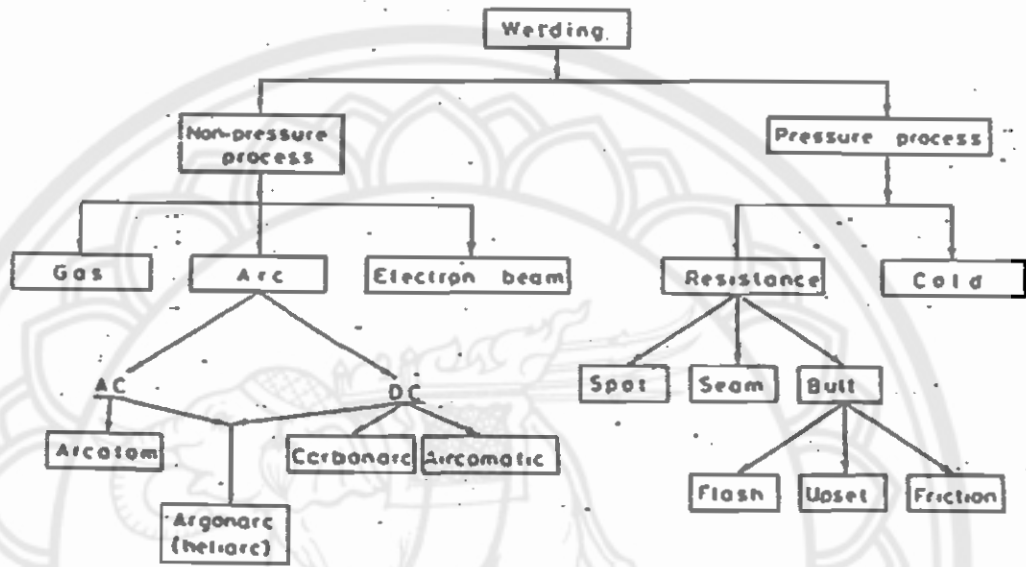 Werding
Non-pressure
process
Pressure process
Gas
Arc
Electron beam
Resistance
Cold
AC
DC
Spot
Seam
Butt
Arcatom
Carbonarc
Aircomatic
Argonarc
(heliarc)
Flash
Upset
Friction